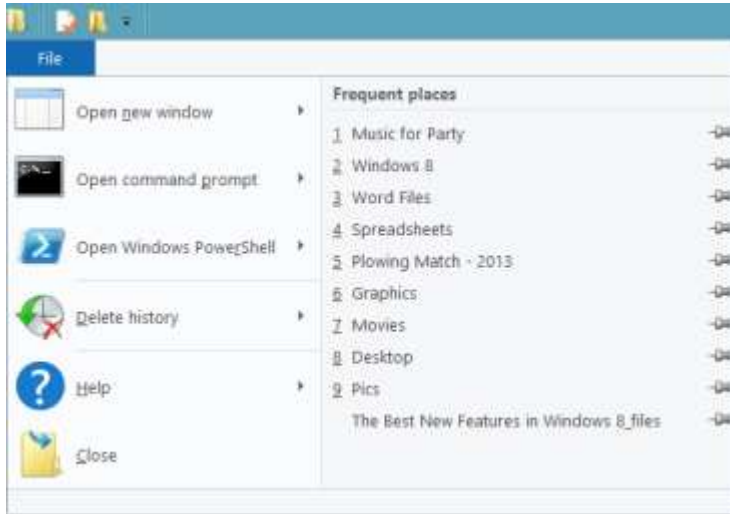 File
Open new window
Open command prompt
Open Windows PowerShell
Delete history
Help
Close
Frequent places
1 Music for Party
2 Windows 8
3 Word Files
4 Spreadsheets
5 Plowing Match - 2013
6 Graphics
7 Movies
8 Desktop
9 Pics
The Best New Features in Windows 8_files